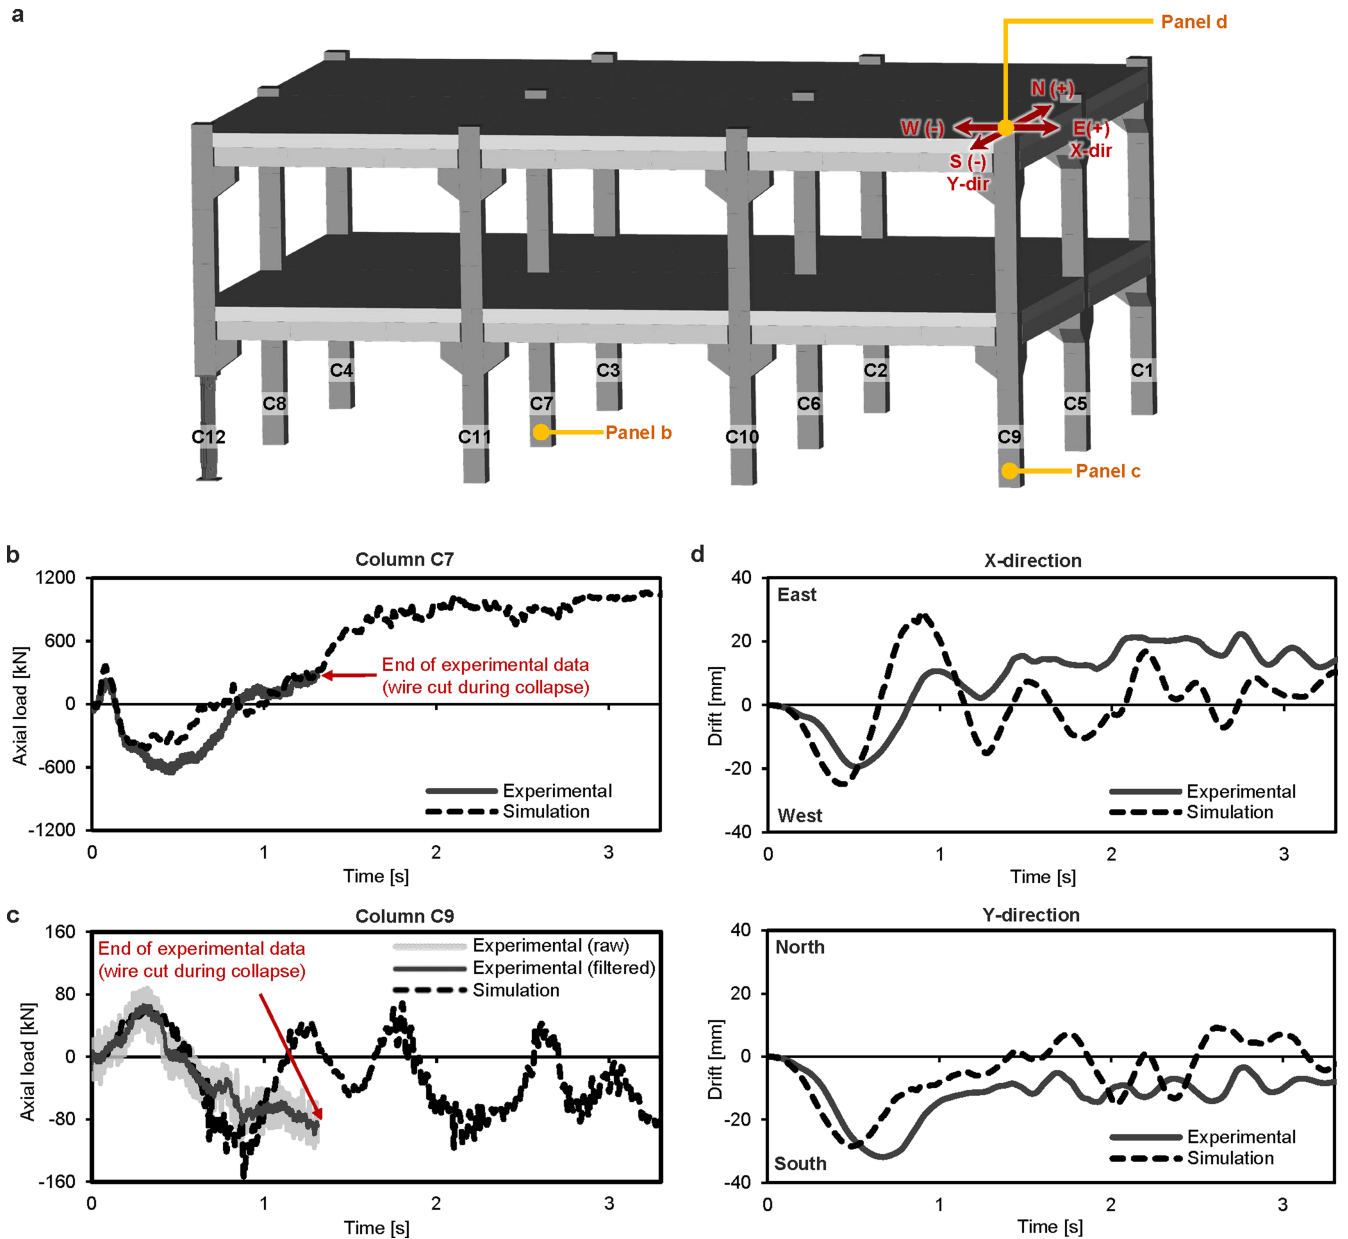 a
Panel d
N (+)
W (-)
E(+)
X-dir
S (-)
Y-dir
C4
C3
C2
C1
C8
C7
C6
C5
C12
C11
C10
C9
Panel b
Panel c
b
Column C7
1200
600
0
-600
-1200
Axial load [kN]
End of experimental data
(wire cut during collapse)
Experimental
Simulation
0 1 2 3
Time [s]
c
Column C9
160
80
0
-80
-160
Axial load [kN]
End of experimental data
(wire cut during collapse)
Experimental (raw)
Experimental (filtered)
Simulation
0 1 2 3
Time [s]
d
X-direction
40
20
0
-20
-40
Drift [mm]
East
West
Experimental
Simulation
0 1 2 3
Time [s]
Y-direction
40
20
0
-20
-40
Drift [mm]
North
South
Experimental
Simulation
0 1 2 3
Time [s]